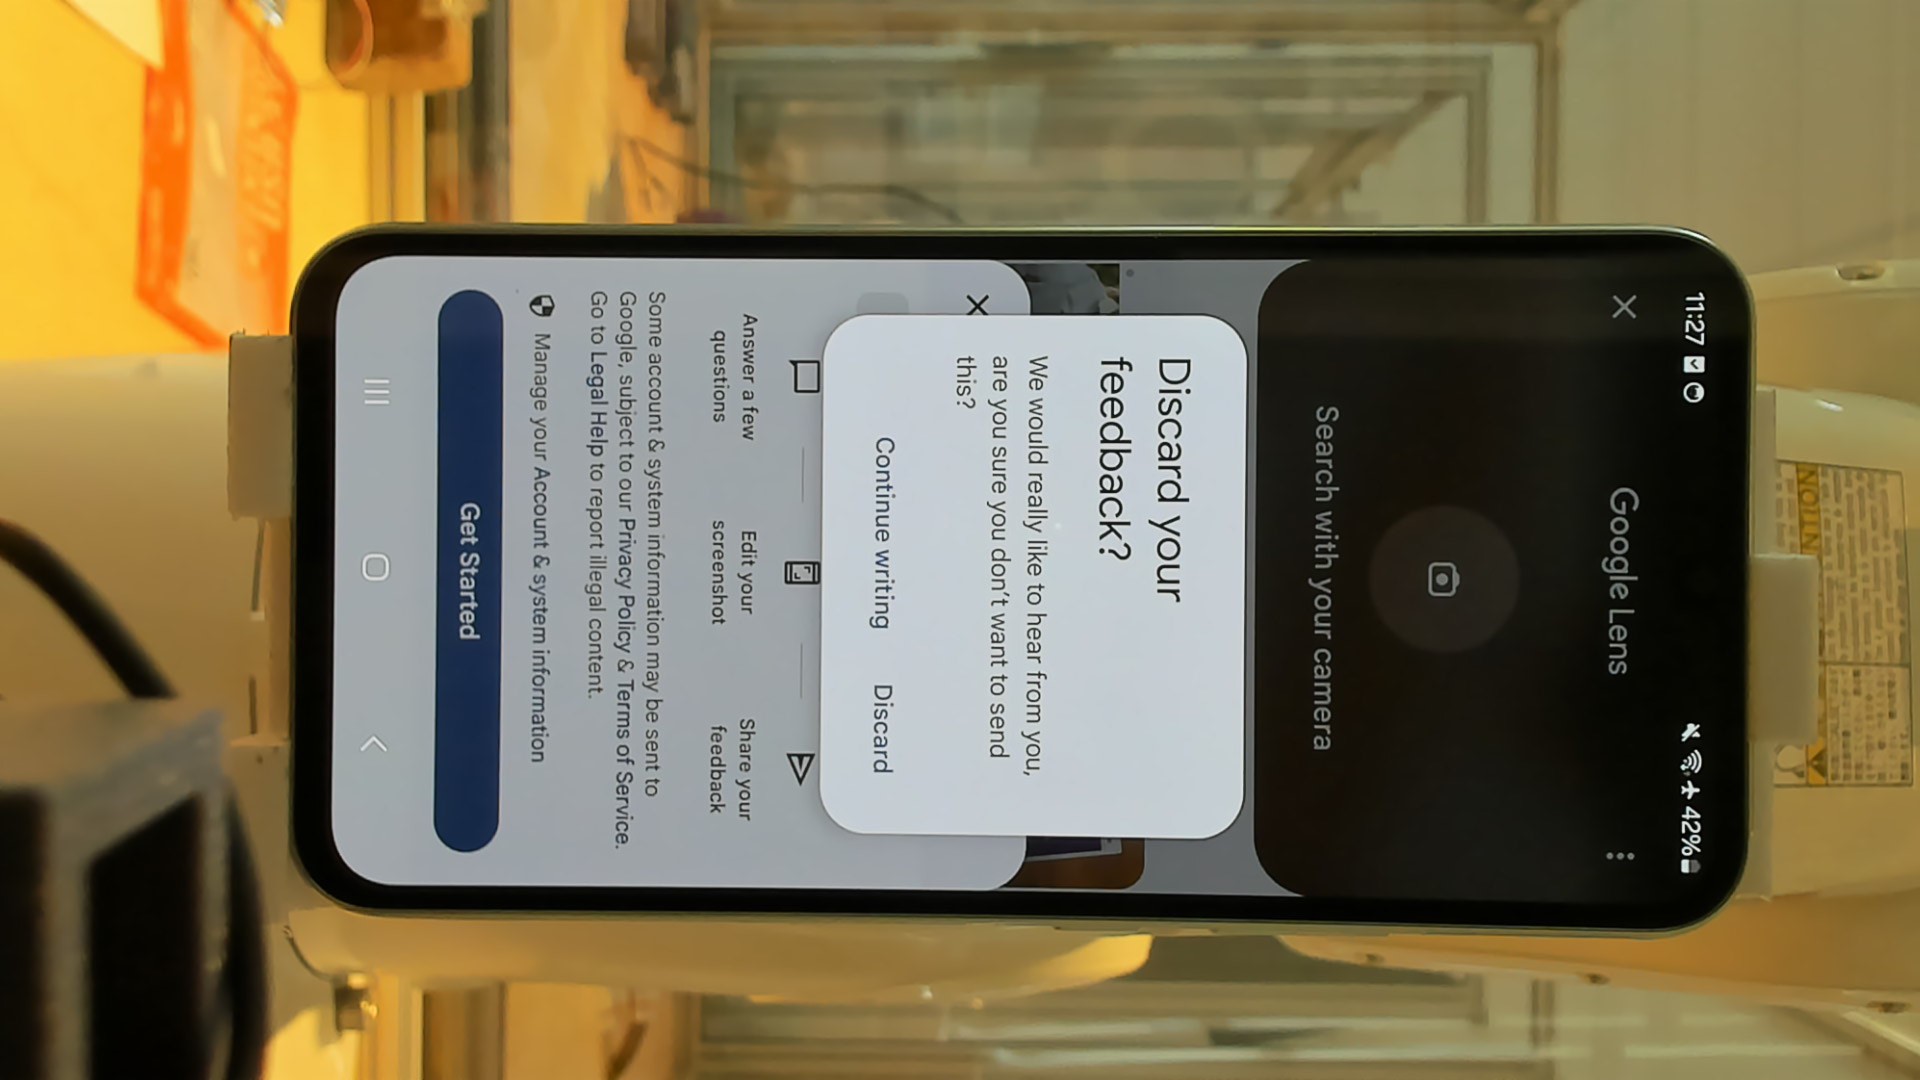 11:27
42%
Google Lens
Search with your camera
Discard your
feedback?
We would really like to hear from you,
are you sure you don't want to send
this?
Continue writing Discard
Answer a few
questions
Edit your
screenshot
Share your
feedback
Some account & system information may be sent to
Google, subject to our Privacy Policy & Terms of Service.
Go to Legal Help to report illegal content.
Manage your Account & system information
Get Started